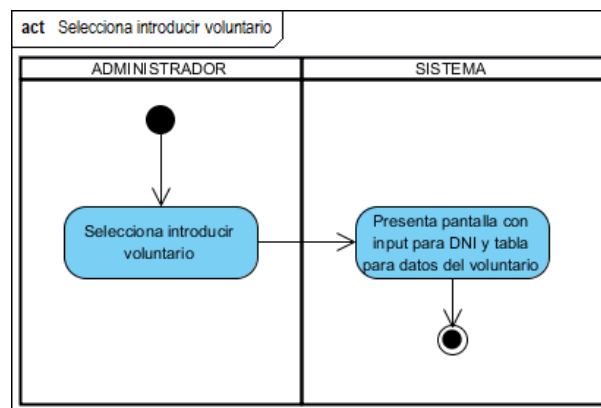 act Selecciona introducir voluntario
ADMINISTRADOR
SISTEMA
Selecciona introducir
voluntario
Presenta pantalla con
input para DNI y tabla
para datos del voluntario